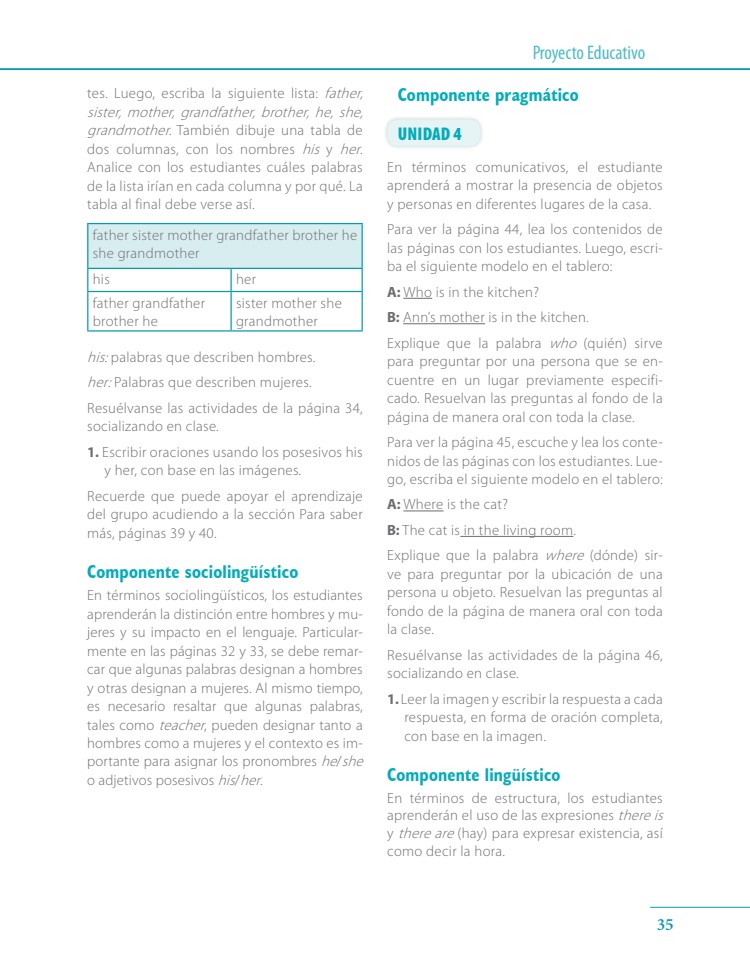 Proyecto Educativo
tes. Luego, escriba la siguiente lista: father,
sister, mother, grandfather, brother, he, she,
grandmother. También dibuje una tabla de
dos columnas, con los nombres his y her.
Analice con los estudiantes cuáles palabras
de la lista irían en cada columna y por qué. La
tabla al final debe verse así.
father sister mother grandfather brother he
she grandmother
his
her
father grandfather
brother he
sister mother she
grandmother
his: palabras que describen hombres.
her: Palabras que describen mujeres.
Resuélvanse las actividades de la página 34,
socializando en clase.
1. Escribir oraciones usando los posesivos his
y her, con base en las imágenes.
Recuerde que puede apoyar el aprendizaje
del grupo acudiendo a la sección Para saber
más, páginas 39 y 40.
Componente sociolingüístico
En términos sociolingüísticos, los estudiantes
aprenderán la distinción entre hombres y mu-
jeres y su impacto en el lenguaje. Particular-
mente en las páginas 32 y 33, se debe remar-
car que algunas palabras designan a hombres
y otras designan a mujeres. Al mismo tiempo,
es necesario resaltar que algunas palabras,
tales como teacher, pueden designar tanto a
hombres como a mujeres y el contexto es im-
portante para asignar los pronombres he/she
o adjetivos posesivos his/her.
Componente pragmático
UNIDAD 4
En términos comunicativos, el estudiante
aprenderá a mostrar la presencia de objetos
y personas en diferentes lugares de la casa.
Para ver la página 44, lea los contenidos de
las páginas con los estudiantes. Luego, escri-
ba el siguiente modelo en el tablero:
A: Who is in the kitchen?
B: Ann's mother is in the kitchen.
Explique que la palabra who (quién) sirve
para preguntar por una persona que se en-
cuentre en un lugar previamente especifi-
cado. Resuelvan las preguntas al fondo de la
página de manera oral con toda la clase.
Para ver la página 45, escuche y lea los conte-
nidos de las páginas con los estudiantes. Lue-
go, escriba el siguiente modelo en el tablero:
A: Where is the cat?
B: The cat is in the living room.
Explique que la palabra where (dónde) sir-
ve para preguntar por la ubicación de una
persona u objeto. Resuelvan las preguntas al
fondo de la página de manera oral con toda
la clase.
Resuélvanse las actividades de la página 46,
socializando en clase.
1. Leer la imagen y escribir la respuesta a cada
respuesta, en forma de oración completa,
con base en la imagen.
Componente lingüístico
En términos de estructura, los estudiantes
aprenderán el uso de las expresiones there is
y there are (hay) para expresar existencia, así
como decir la hora.
35